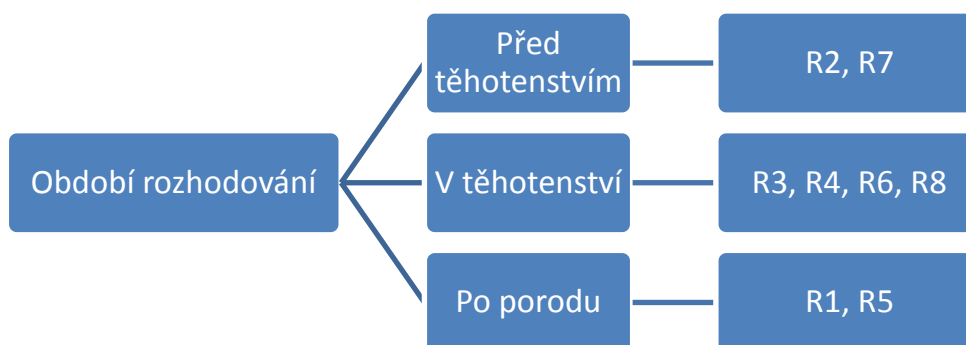 Období rozhodování
Před
těhotenstvím
R2, R7
V těhotenství
R3, R4, R6, R8
Po porodu
R1, R5